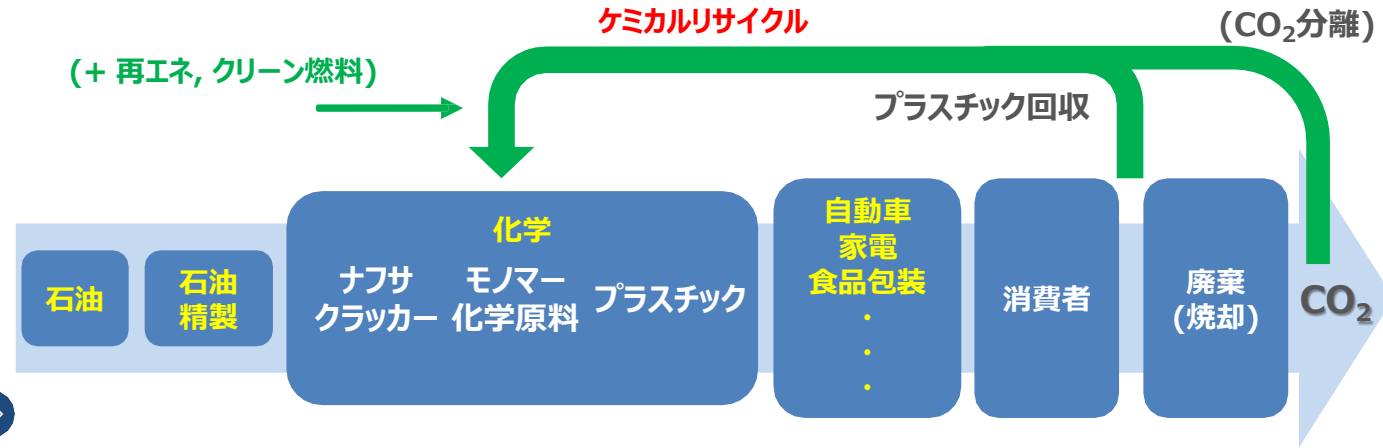 ケミカルリサイクル
(CO₂分離)
(+ 再エネ, クリーン燃料)
プラスチック回収
石油
石油
精製
化学
ナフサ
クラッカー
モノマー
化学原料
プラスチック
自動車
家電
食品包装
・
・
・
消費者
廃棄
(焼却)
CO₂